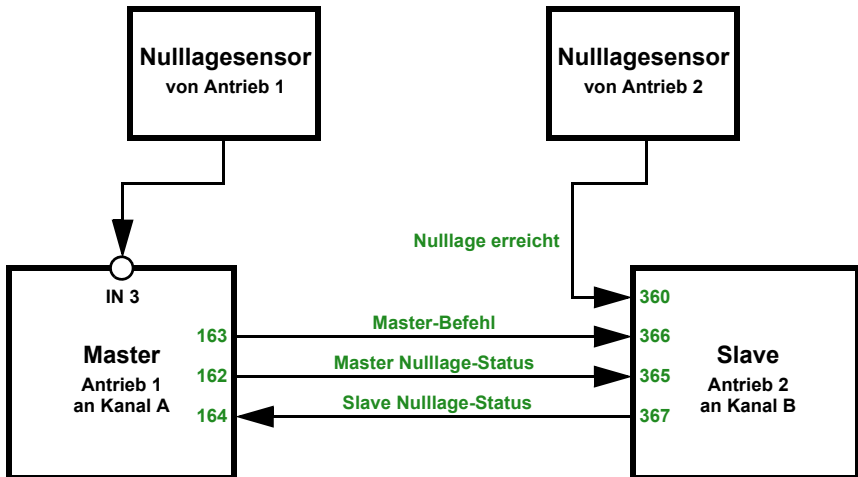 Nulllagesensor
von Antrieb 1
Nulllagesensor
von Antrieb 2
Nulllage erreicht
IN 3
360
163
Master-Befehl
366
Master
Antrieb 1
an Kanal A
162
Master Nulllage-Status
365
Slave
Antrieb 2
an Kanal B
164
Slave Nulllage-Status
367